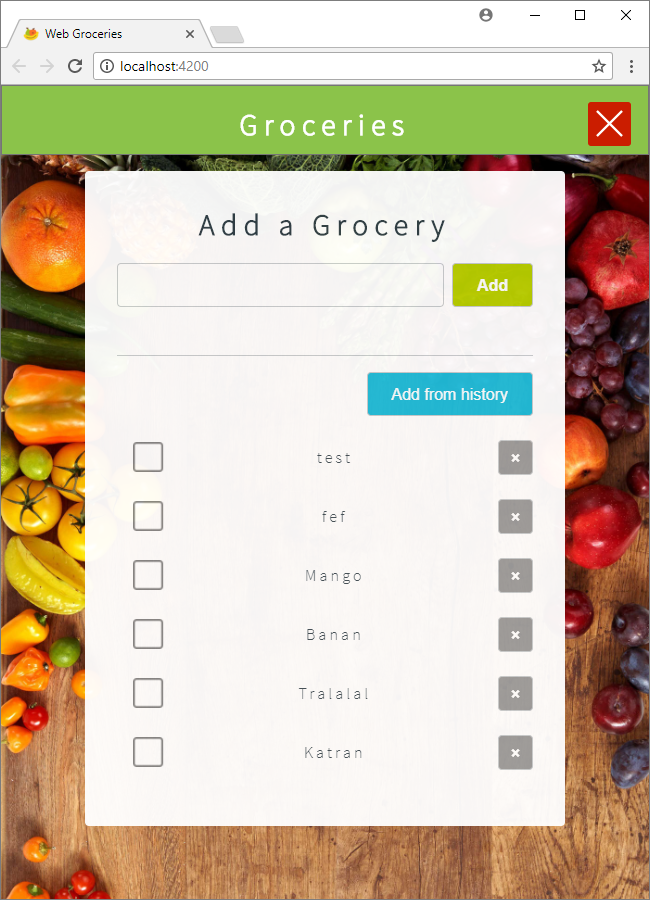 Web Groceries
localhost:4200
Groceries
Add a Grocery
Add
Add from history
test
fef
Mango
Banan
Tralalal
Katran